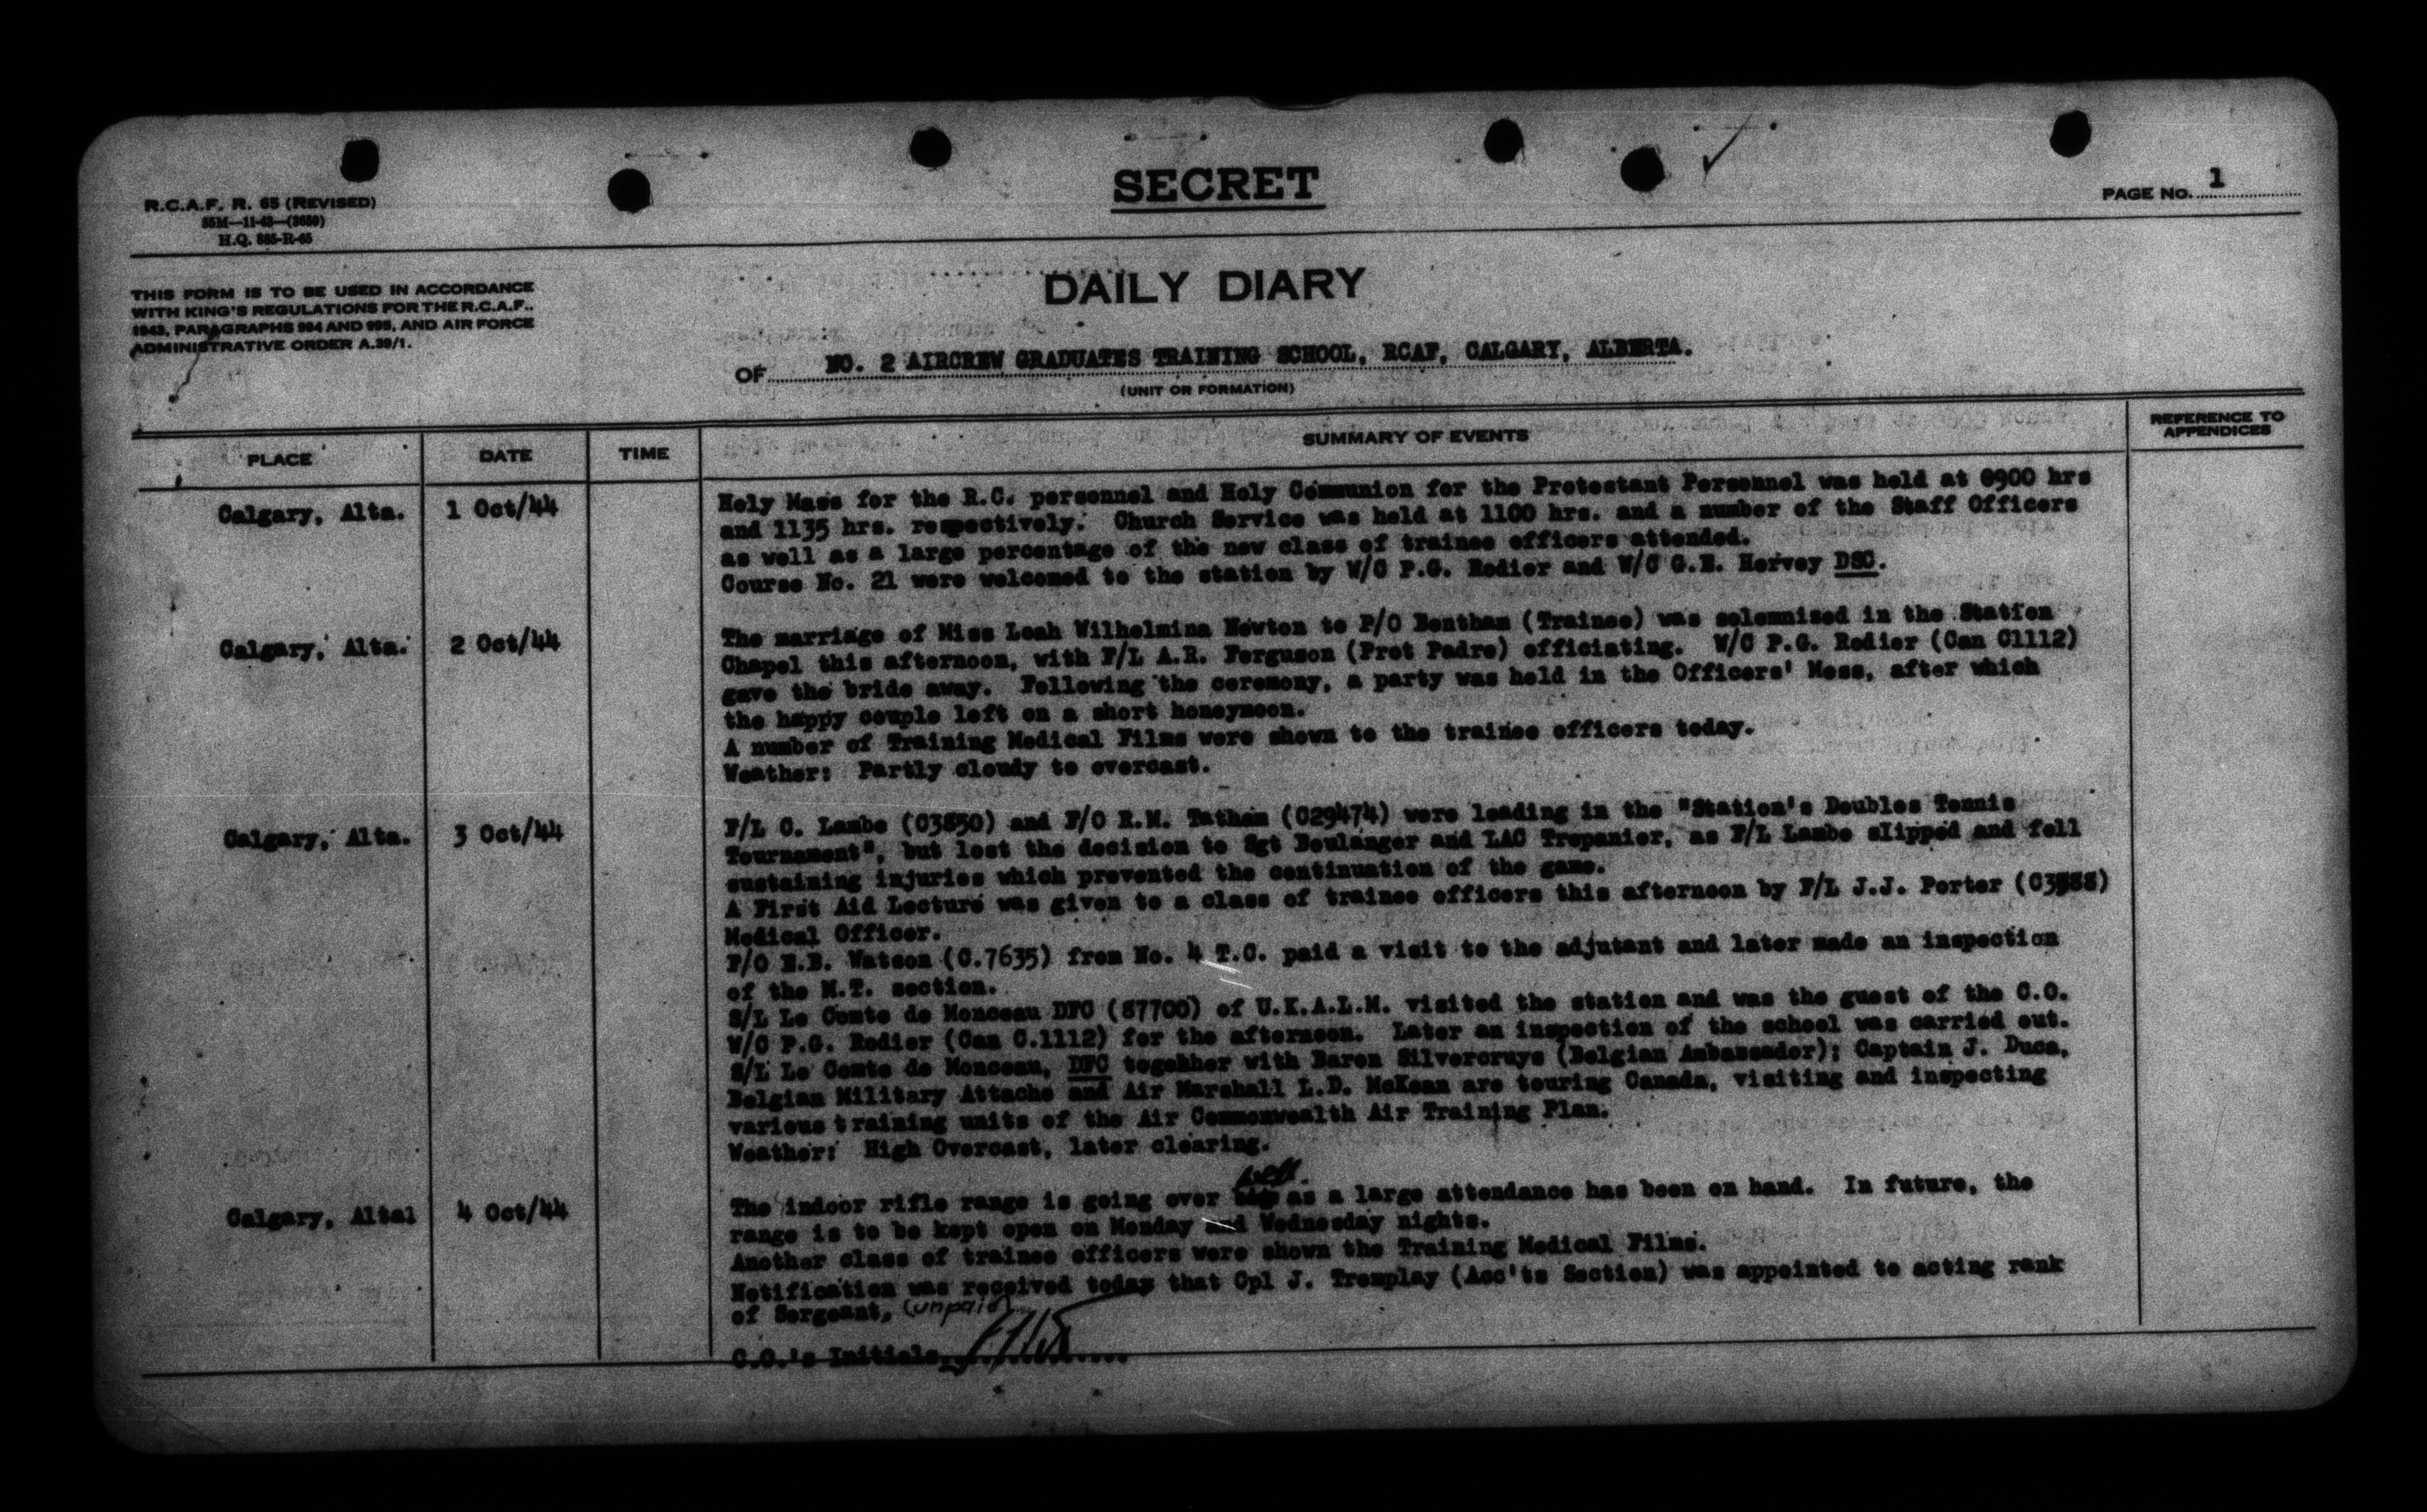 SECRET
PAGE No. 1
R.C.A.F. R. 65 (REVISED)
55M—11-43—(3650)
H.Q. 885-R-65
THIS FORM IS TO BE USED IN ACCORDANCE
WITH KING'S REGULATIONS FOR THE R.C.A.F.,
1943, PARAGRAPHS 994 AND 995, AND AIR FORCE
ADMINISTRATIVE ORDER A.39/1.
DAILY DIARY
OF NO. 2 AIRCREW GRADUATES TRAINING SCHOOL, RCAF, CALGARY, ALBERTA.
(UNIT OR FORMATION)
PLACE DATE TIME SUMMARY OF EVENTS REFERENCE TO APPENDICES
Calgary, Alta. 1 Oct/44 Holy Mass for the R.C. personnel and Holy Communion for the Protestant Personnel was held at 0900 hrs
and 1135 hrs. respectively. Church Service was held at 1100 hrs. and a number of the Staff Officers
as well as a large percentage of the new class of trainee officers attended.
Course No. 21 were welcomed to the station by W/C P.G. Rodier and W/C G.E. Hervey DSC.
Calgary, Alta. 2 Oct/44 The marriage of Miss Leah Wilhelmina Newton to P/O Bentham (Trainee) was solemnized in the Station
Chapel this afternoon, with F/L A.R. Ferguson (Prot Padre) officiating. W/C P.G. Rodier (Can C1112)
gave the bride away. Following the ceremony, a party was held in the Officers' Mess, after which
the happy couple left on a short honeymoon.
A number of Training Medical Films were shown to the trainee officers today.
Weather: Partly cloudy to overcast.
Calgary, Alta. 3 Oct/44 F/L C. Lambe (C3850) and F/O R.M. Tatham (C29474) were leading in the "Station's Doubles Tennis
Tournament", but lost the decision to Sgt Boulanger and LAC Trepanier, as F/L Lambe slipped and fell
sustaining injuries which prevented the continuation of the game.
A First Aid Lecture was given to a class of trainee officers this afternoon by F/L J.J. Porter
Medical Officer.
F/O H.B. Watson (C.7635) from No. 4 T.C. paid a visit to the adjutant and later made an inspection
of the M.T. section.
S/L Le Comte de Monceau DFC (87700) of U.K.A.L.M. visited the station and was the guest of the C.O.
W/C P.G. Rodier (Can C.1112) for the afternoon. Later an inspection of the school was carried out.
S/L Le Comte de Monceau, DFC togehher with Baron Silvercruys (Belgian Ambassador); Captain J. Duca,
Belgian Military Attache and Air Marshall L.D. McKean are touring Canada, visiting and inspecting
various training units of the Air Commonwealth Air Training Plan.
Weather: High Overcast, later clearing.
Calgary, Altal 4 Oct/44 The indoor rifle range is going over well as a large attendance has been on hand. In future, the
range is to be kept open on Monday and Wednesday nights.
Another class of trainee officers were shown the Training Medical Films.
Notification was received today that Cpl J. Tremplay (Acc'ts Section) was appointed to acting rank
of Sergeant, (unpaid)
C.O.'s Initials